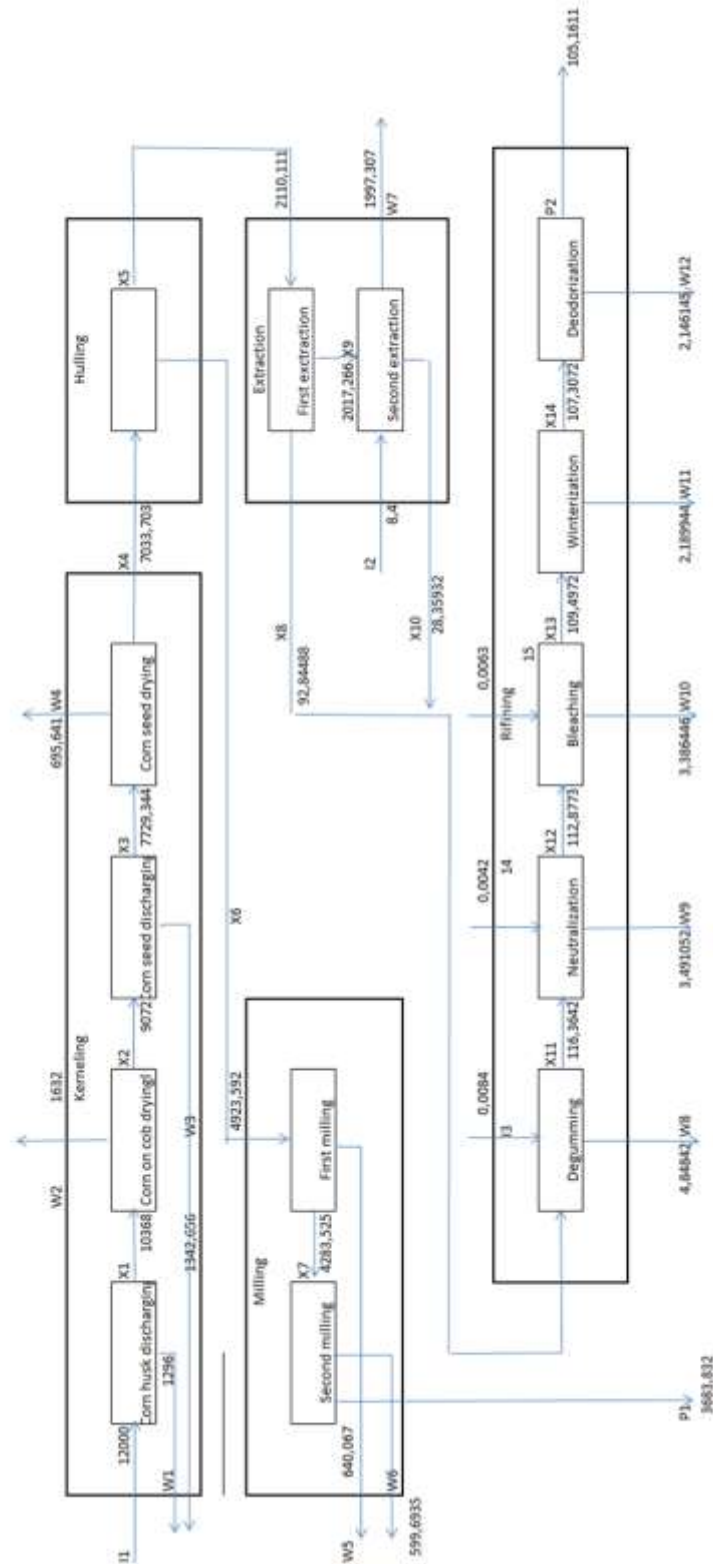 Kerneling
I1
12000
Corn husk discharging
W1
1296
X1
10368
Corn on cob drying
W2
1632
X2
9072
Corn seed discharging
W3
1342,656
X3
7729,344
Corn seed drying
695,641 W4
X4
7033,703
Hulling
X5
2110,111
X6
4923,592
Milling
First milling
X7
4283,525
Second milling
W5
640,067
W6
599,6935
P1
3683,832
Extraction
First exctraction
2017,266 X9
Second extraction
X8
92,84488
I2
8,4
X10
28,35932
1997,307
W7
Rifining
0,0084
I3
Degumming
4,84842 W8
X11
116,3642
0,0042
14
Neutralization
3,491052 W9
X12
112,8773
0,0063
15
Bleaching
3,386446 W10
X13
109,4972
Winterization
2,189944 W11
X14
107,3072
Deodorization
2,146145 W12
P2
105,1611